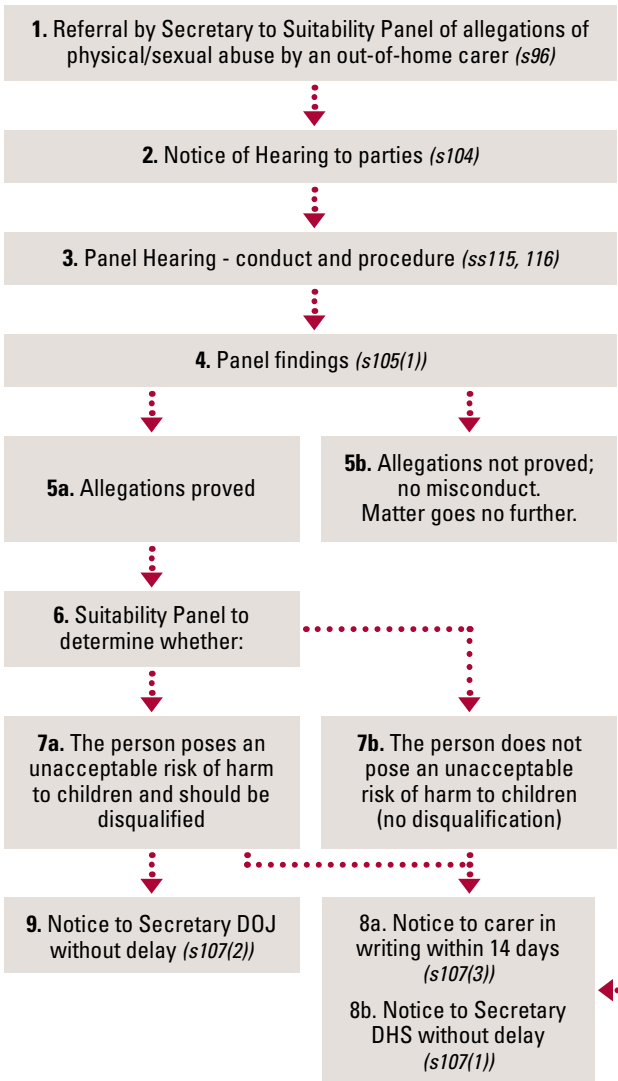 1. Referral by Secretary to Suitability Panel of allegations of
physical/sexual abuse by an out-of-home carer (s96)
2. Notice of Hearing to parties (s104)
3. Panel Hearing - conduct and procedure (ss115, 116)
4. Panel findings (s105(1))
5a. Allegations proved
5b. Allegations not proved;
no misconduct.
Matter goes no further.
6. Suitability Panel to
determine whether:
7a. The person poses an
unacceptable risk of harm
to children and should be
disqualified
7b. The person does not
pose an unacceptable
risk of harm to children
(no disqualification)
9. Notice to Secretary DOJ
without delay (s107(2))
8a. Notice to carer in
writing within 14 days
(s107(3))
8b. Notice to Secretary
DHS without delay
(s107(1))